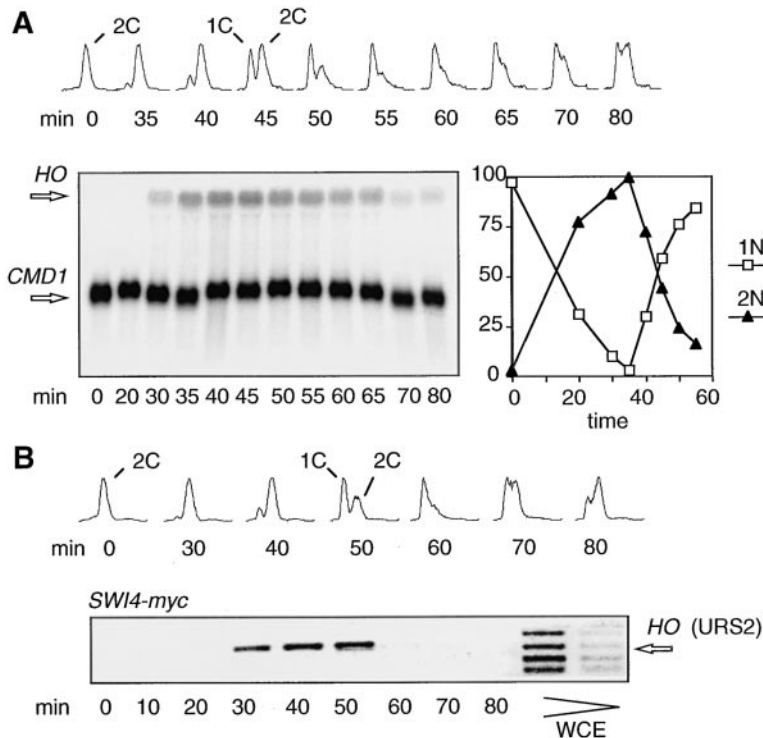 A
2C 1C 2C
min 0 35 40 45 50 55 60 65 70 80
HO
CMD1
min 0 20 30 35 40 45 50 55 60 65 70 80
100
75
50
25
0
0 20 40 60
time
1N
2N
B
2C 1C 2C
min 0 30 40 50 60 70 80
SWI4-myc
HO (URS2)
min 0 10 20 30 40 50 60 70 80
WCE